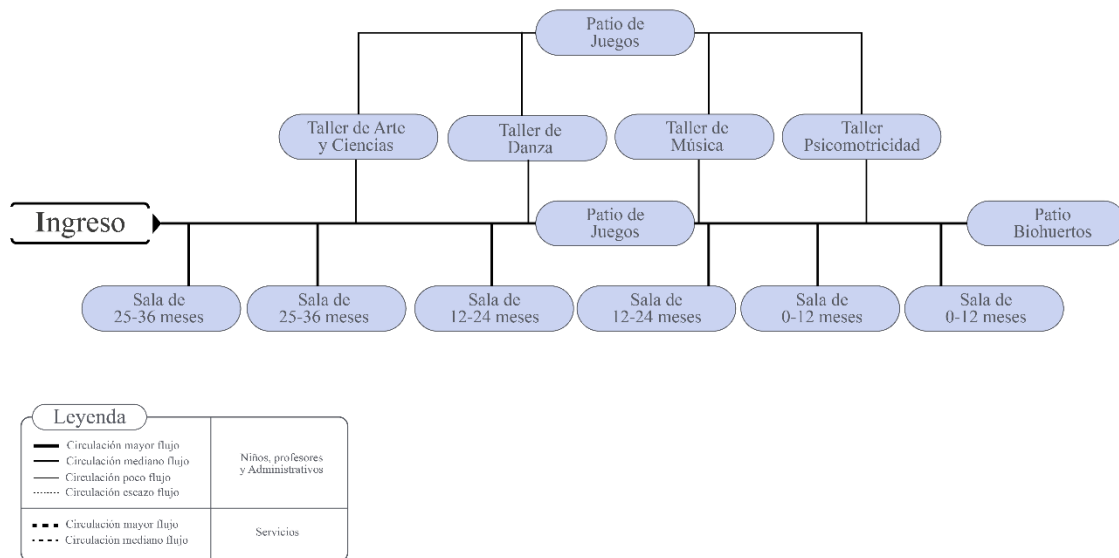 Patio de
Juegos
Taller de Arte
y Ciencias
Taller de
Danza
Taller de
Música
Taller
Psicomotricidad
Ingreso
Patio de
Juegos
Patio
Biohuertos
Sala de
25-36 meses
Sala de
25-36 meses
Sala de
12-24 meses
Sala de
12-24 meses
Sala de
0-12 meses
Sala de
0-12 meses
Leyenda
Circulación mayor flujo
Circulación mediano flujo
Circulación poco flujo
Circulación escazo flujo
Niños, profesores
y Administrativos
Circulación mayor flujo
Circulación mediano flujo
Servicios